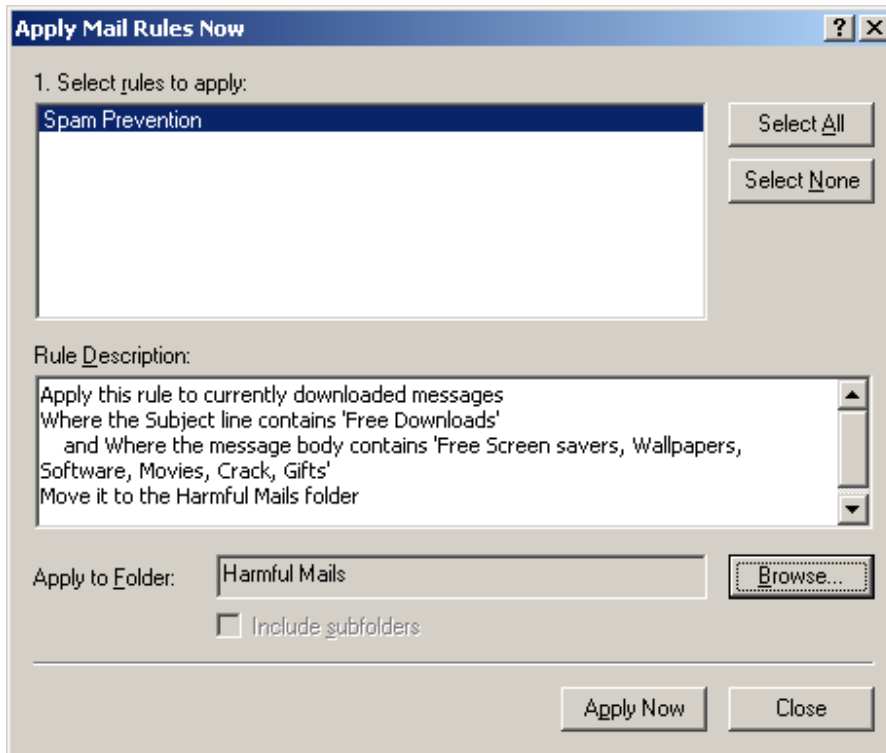 Apply Mail Rules Now
1. Select rules to apply:
Spam Prevention
Select All
Select None
Rule Description:
Apply this rule to currently downloaded messages
Where the Subject line contains 'Free Downloads'
and Where the message body contains 'Free Screen savers, Wallpapers,
Software, Movies, Crack, Gifts'
Move it to the Harmful Mails folder
Apply to Folder:
Harmful Mails
Browse...
Include subfolders
Apply Now
Close